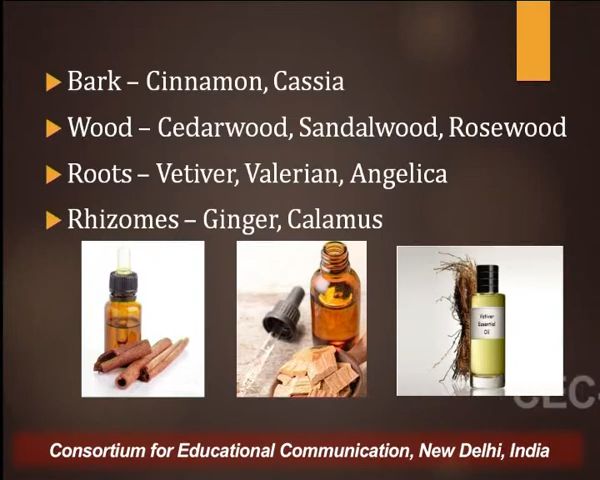 Bark – Cinnamon, Cassia
Wood – Cedarwood, Sandalwood, Rosewood
Roots – Vetiver, Valerian, Angelica
Rhizomes – Ginger, Calamus
Vetiver
Essential
Oil
CEC-
Consortium for Educational Communication, New Delhi, India